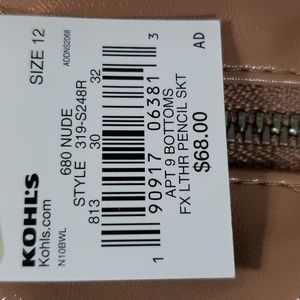 KOHL'S
Kohls.com
N10BWL
SIZE 12
ADDNS2068
680 NUDE
STYLE 319-S248R
813 30 32
1 90917 06381 3
APT 9 BOTTOMS
FX LTHR PENCIL SKT
$68.00
AD